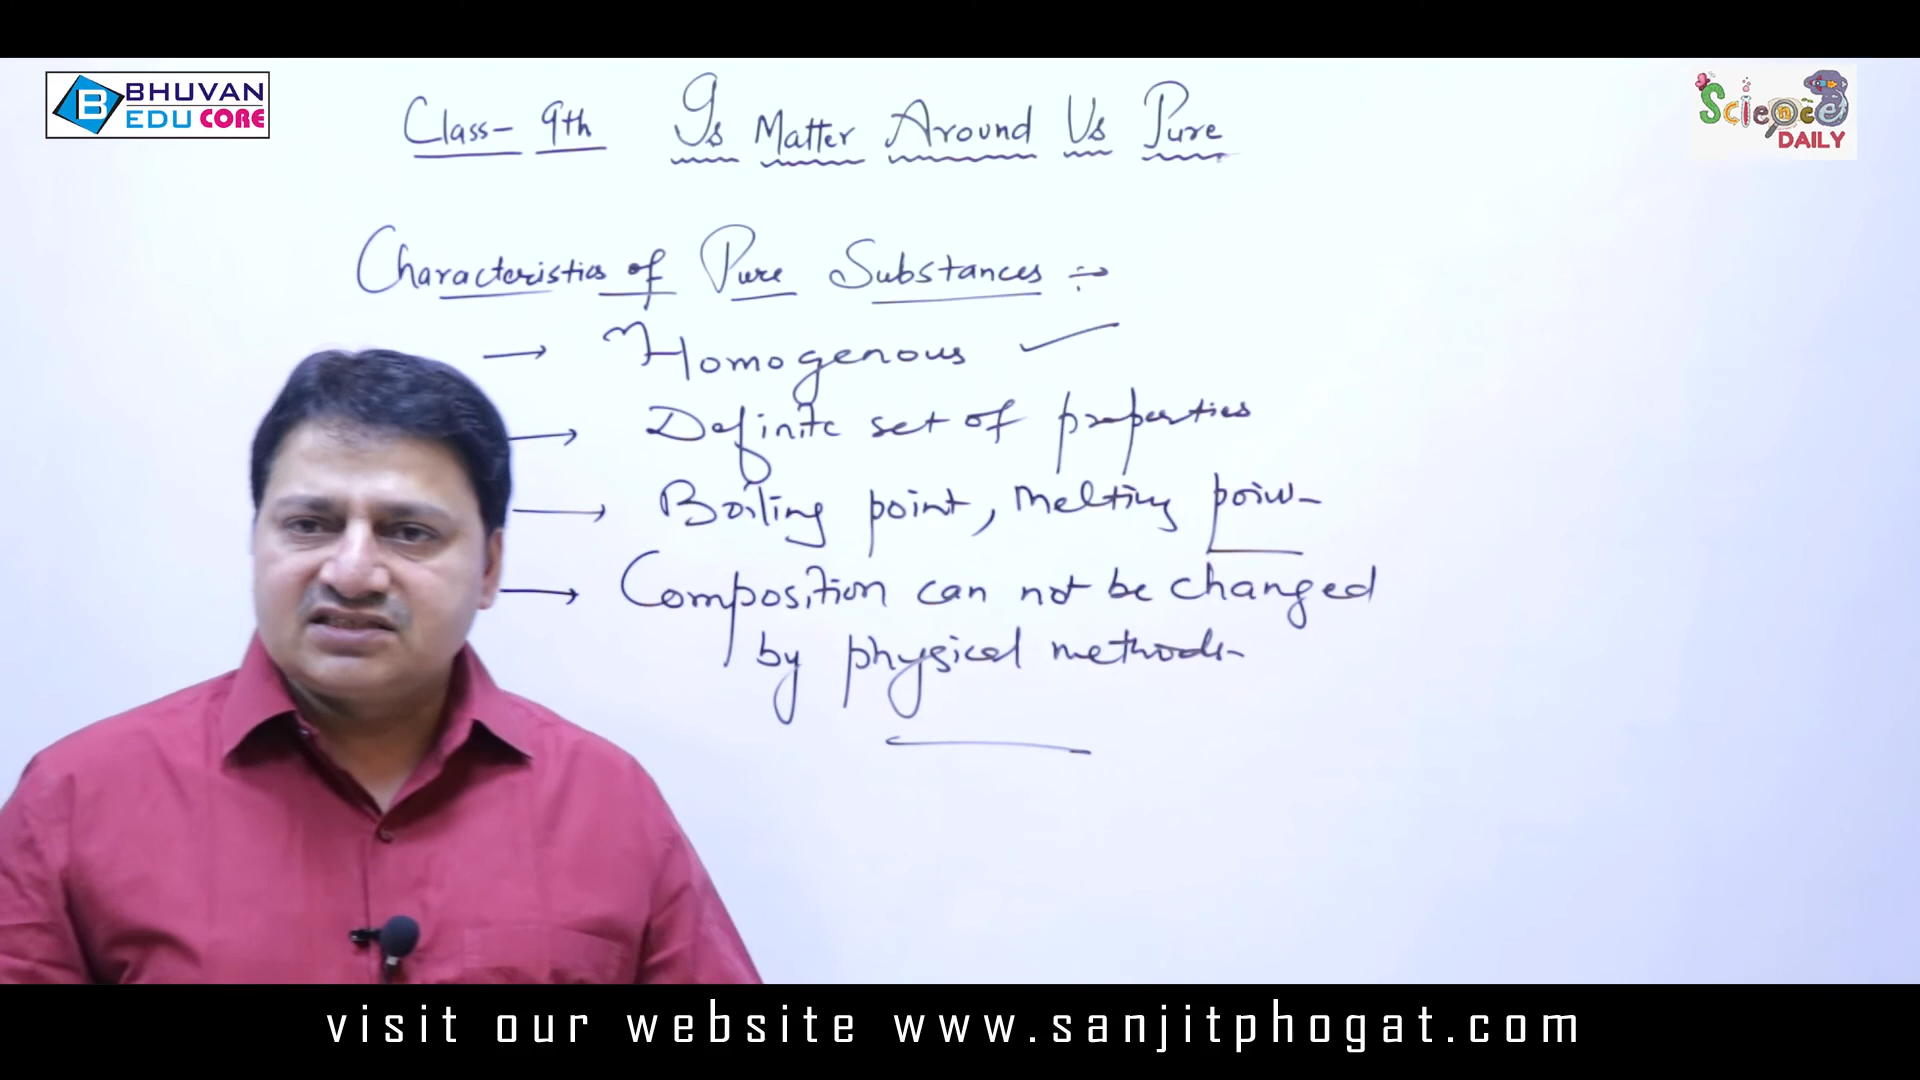 BHUVAN
EDU CORE
Class- 9th Is Matter Around Us Pure
Science
DAILY
Characteristics of Pure Substances :→
→ Homogenous ✓
→ Definite set of properties
→ Boiling point, Melting point
→ Composition can not be changed
by physical methods-
visit our website www.sanjitphogat.com